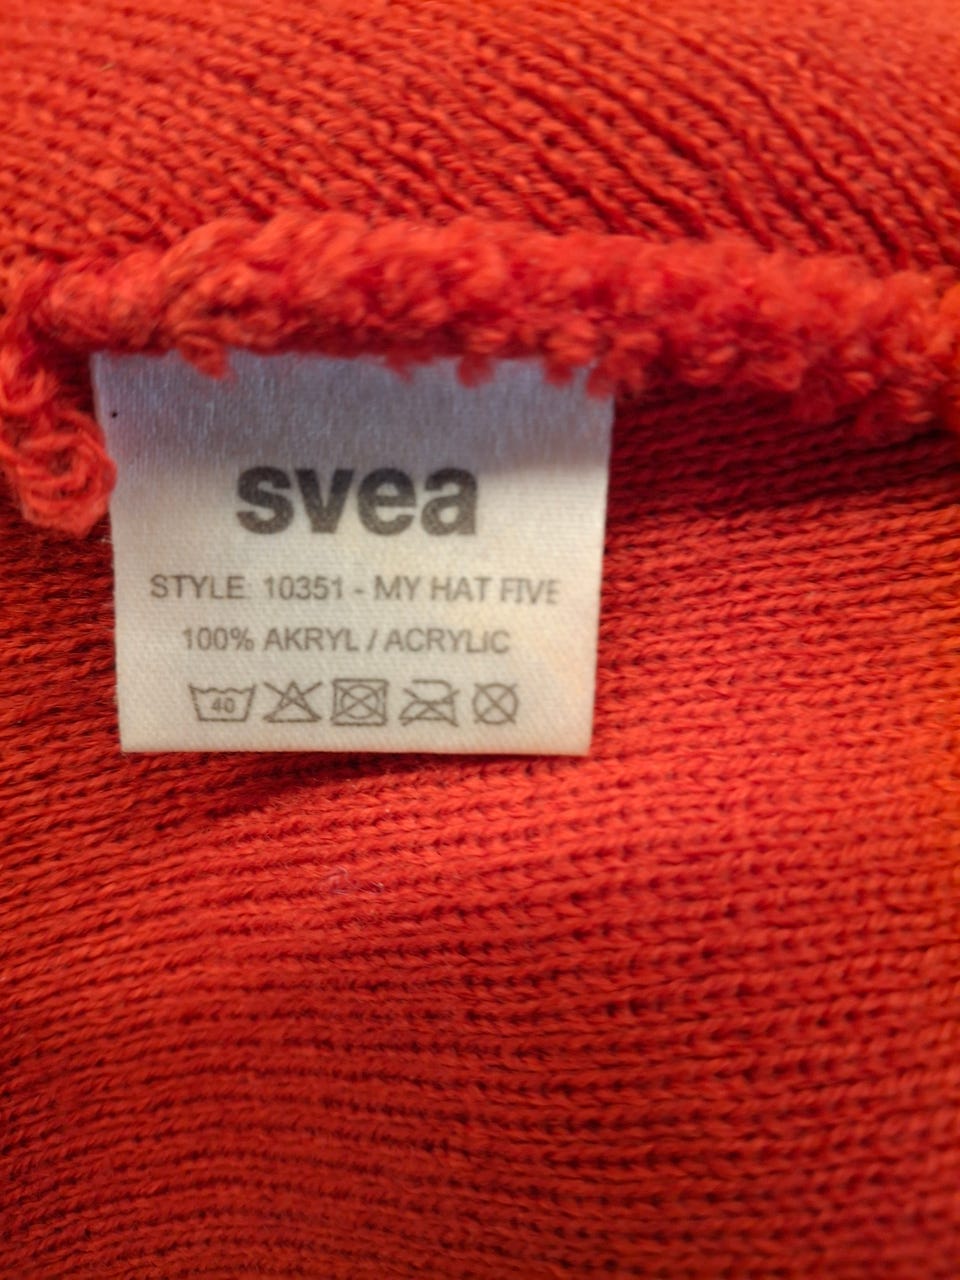 svea
STYLE 10351 - MY HAT FIVE
100% AKRYL / ACRYLIC
40